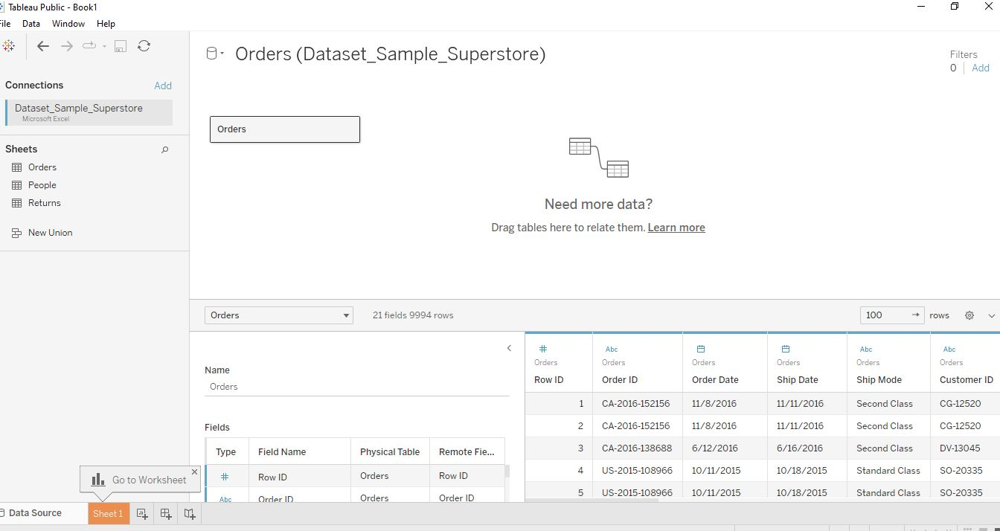 Tableau Public - Book1
File Data Window Help
Connections Add
Dataset_Sample_Superstore
Microsoft Excel
Sheets
Orders
People
Returns
New Union
Orders (Dataset_Sample_Superstore)
Filters
0 Add
Orders
Need more data?
Drag tables here to relate them. Learn more
Orders 21 fields 9994 rows 100 rows
Name
Orders
Fields
Type Field Name Physical Table Remote Fie...
# Row ID Orders Row ID
Abc Order ID Orders Order ID
# Abc Abc Abc
Orders Orders Orders Orders Orders Orders
Row ID Order ID Order Date Ship Date Ship Mode Customer ID
1 CA-2016-152156 11/8/2016 11/11/2016 Second Class CG-12520
2 CA-2016-152156 11/8/2016 11/11/2016 Second Class CG-12520
3 CA-2016-138688 6/12/2016 6/16/2016 Second Class DV-13045
4 US-2015-108966 10/11/2015 10/18/2015 Standard Class SO-20335
5 US-2015-108966 10/11/2015 10/18/2015 Standard Class SO-20335
Go to Worksheet
Data Source Sheet 1